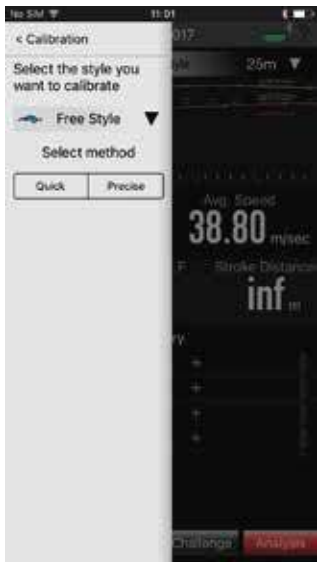 No SIM 11:01
< Calibration
Select the style you
want to calibrate
Free Style ▼
Select method
Quick Precise
017
25m ▼
Avg. Speed
38.80 m/sec
Stroke Distance
inf m
Challenge Analysis